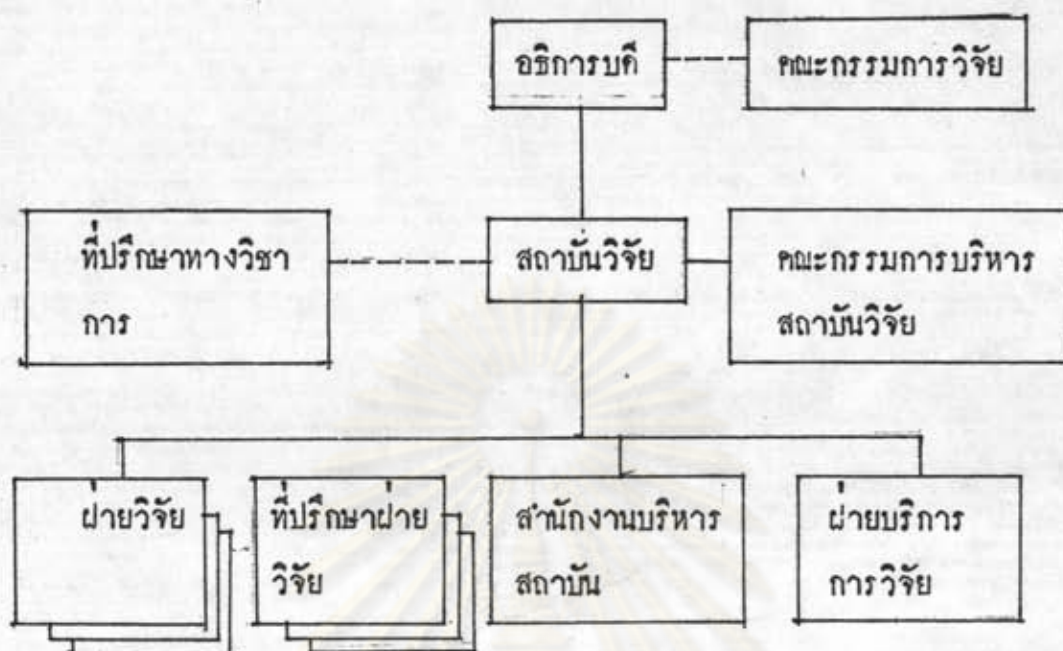 อธิการบดี
คณะกรรมการวิจัย
ที่ปรึกษาทางวิชา
การ
สถาบันวิจัย
คณะกรรมการบริหาร
สถาบันวิจัย
ฝ่ายวิจัย
ที่ปรึกษาฝ่าย
วิจัย
สำนักงานบริหาร
สถาบัน
ฝ่ายบริการ
การวิจัย